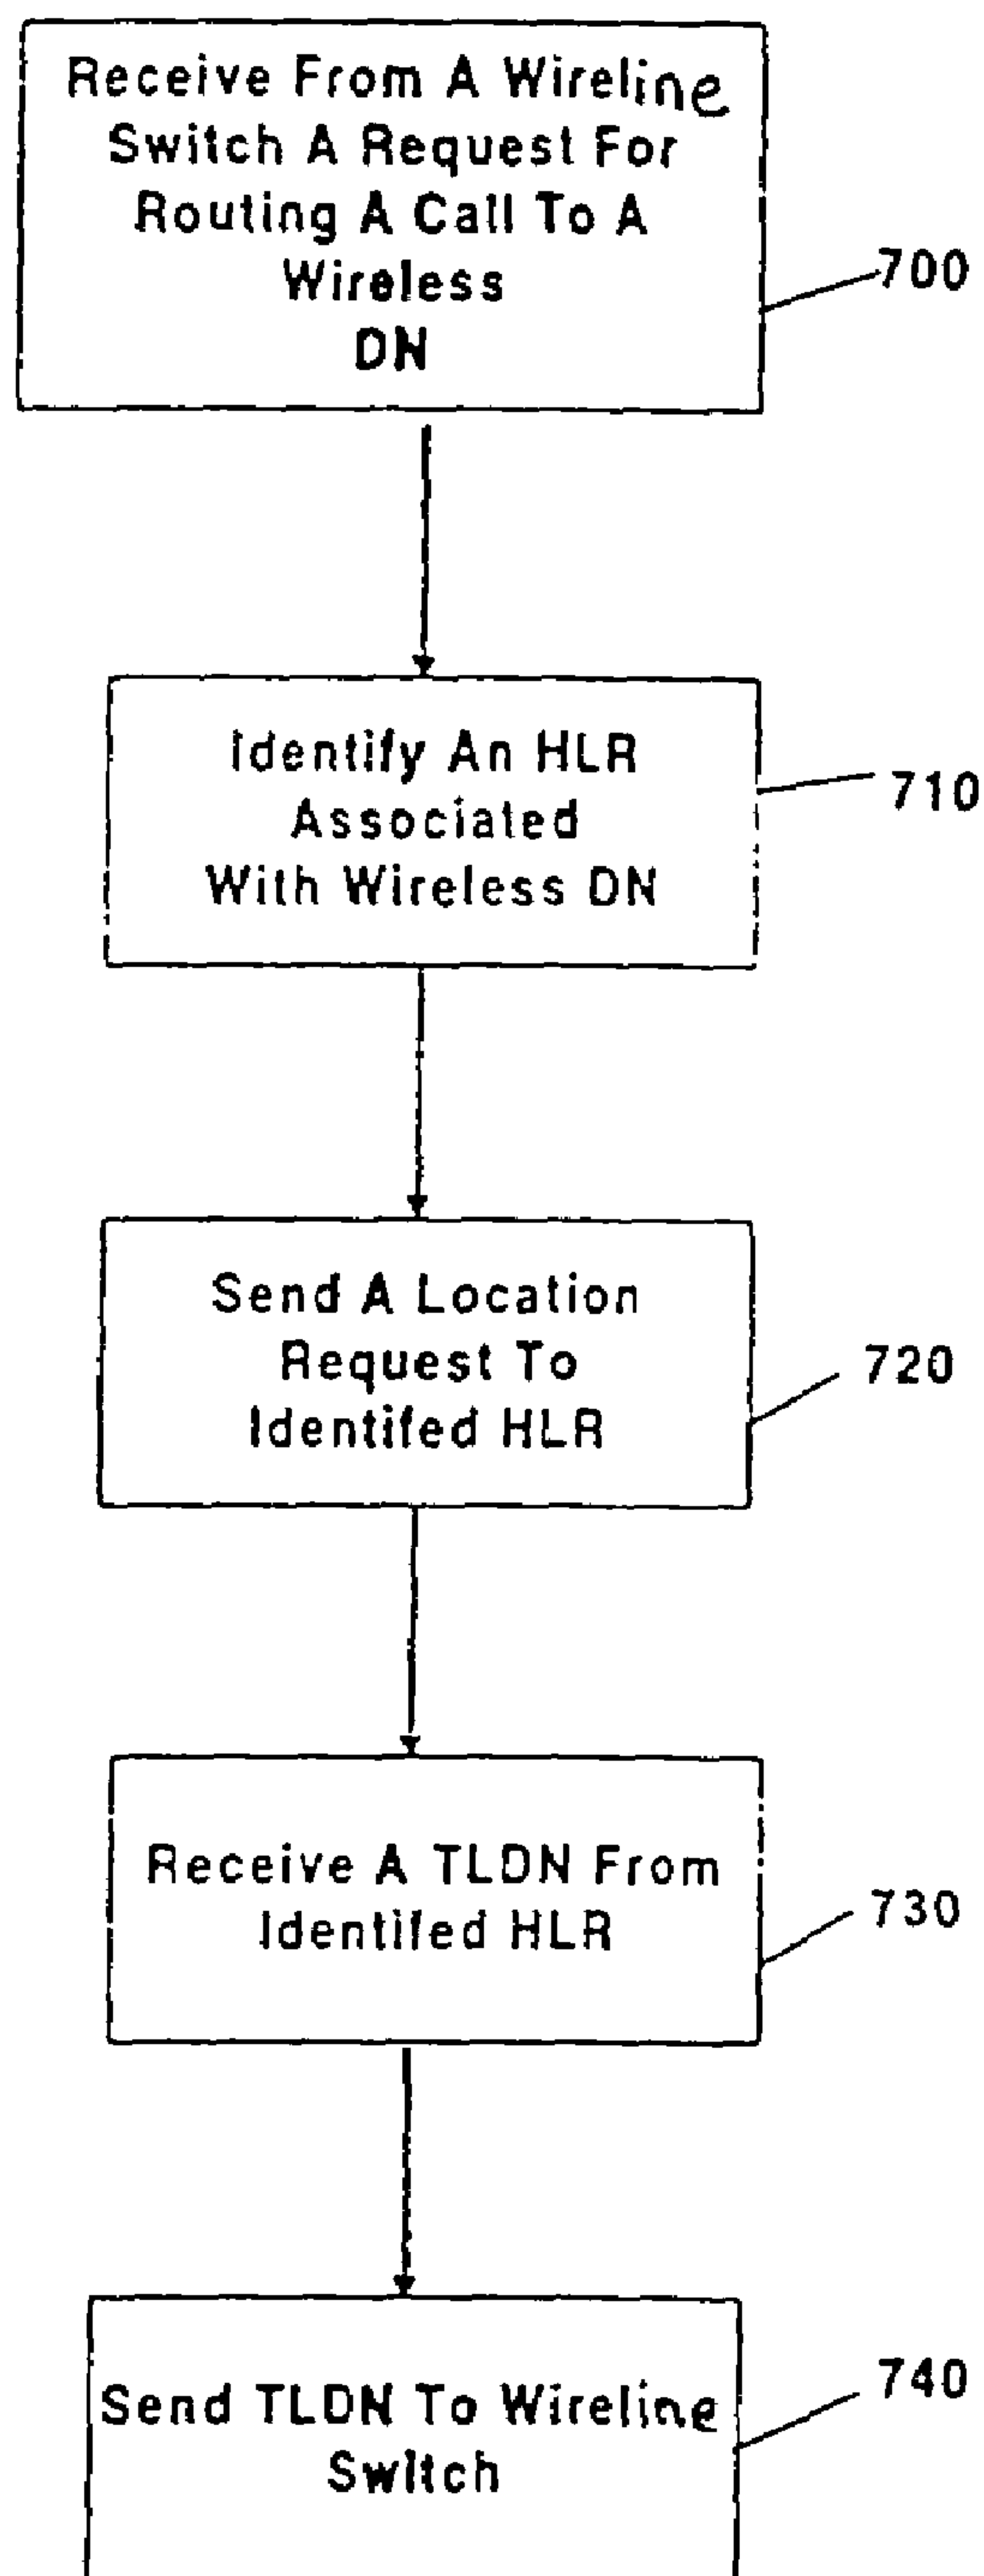 Receive From A Wireline
Switch A Request For
Routing A Call To A
Wireless
DN
700
Identify An HLR
Associated
With Wireless DN
710
Send A Location
Request To
Identifed HLR
720
Receive A TLDN From
Identifed HLR
730
Send TLDN To Wireline
Switch
740